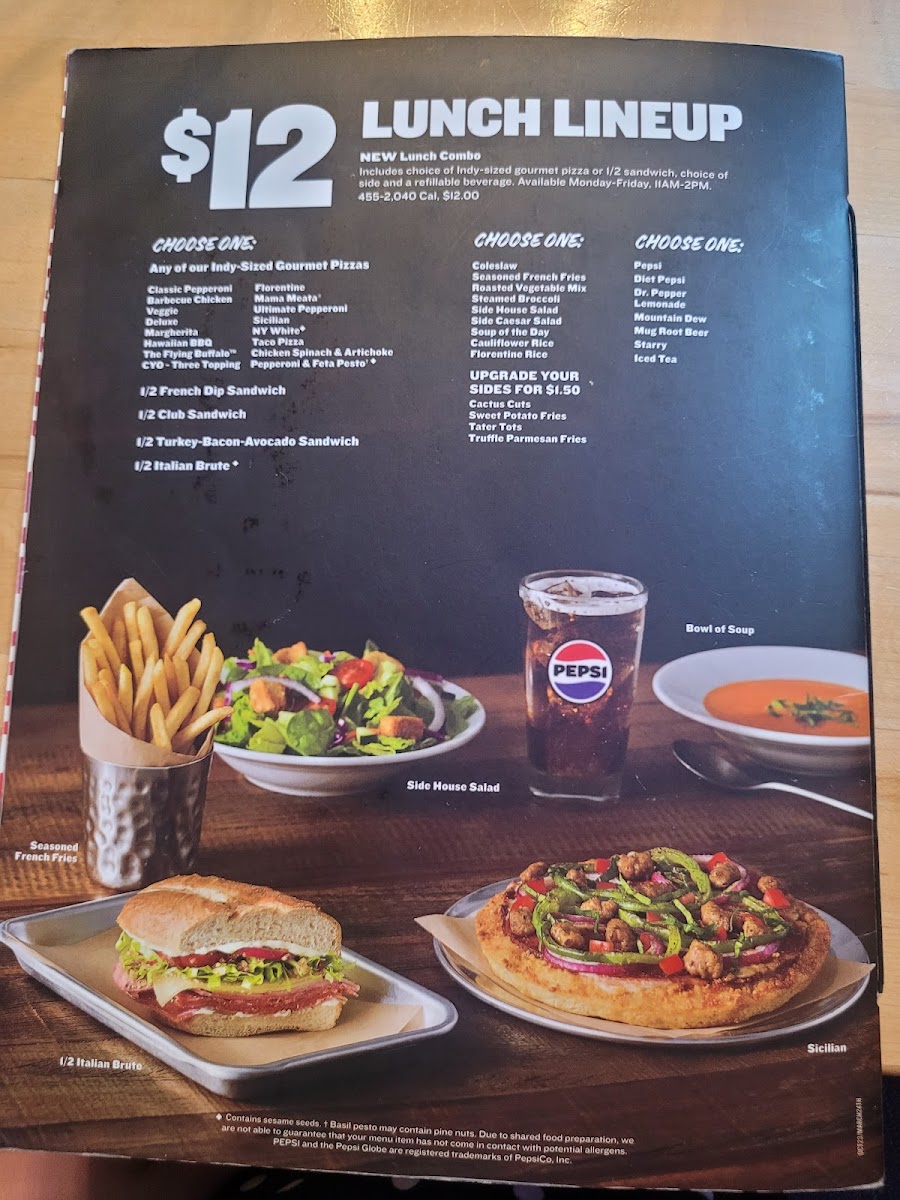 $12
LUNCH LINEUP
NEW Lunch Combo
Includes choice of Indy-sized gourmet pizza or 1/2 sandwich, choice of
side and a refillable beverage. Available Monday-Friday, 11AM-2PM.
455-2,040 Cal, $12.00
CHOOSE ONE:
Any of our Indy-Sized Gourmet Pizzas
Classic Pepperoni
Barbecue Chicken
Veggie
Deluxe
Margherita
Hawaiian BBQ
The Flying Buffalo™
CYO - Three Topping
Florentine
Mama Meata†
Ultimate Pepperoni
Sicilian
NY White◆
Taco Pizza
Chicken Spinach & Artichoke
Pepperoni & Feta Pesto† ◆
1/2 French Dip Sandwich
1/2 Club Sandwich
1/2 Turkey-Bacon-Avocado Sandwich
1/2 Italian Brute ◆
CHOOSE ONE:
Coleslaw
Seasoned French Fries
Roasted Vegetable Mix
Steamed Broccoli
Side House Salad
Side Caesar Salad
Soup of the Day
Cauliflower Rice
Florentine Rice
UPGRADE YOUR
SIDES FOR $1.50
Cactus Cuts
Sweet Potato Fries
Tater Tots
Truffle Parmesan Fries
CHOOSE ONE:
Pepsi
Diet Pepsi
Dr. Pepper
Lemonade
Mountain Dew
Mug Root Beer
Starry
Iced Tea
Bowl of Soup
PEPSI
Side House Salad
Seasoned
French Fries
1/2 Italian Brute
Sicilian
◆ Contains sesame seeds. † Basil pesto may contain pine nuts. Due to shared food preparation, we
are not able to guarantee that your menu item has not come in contact with potential allergens.
PEPSI and the Pepsi Globe are registered trademarks of PepsiCo, Inc.